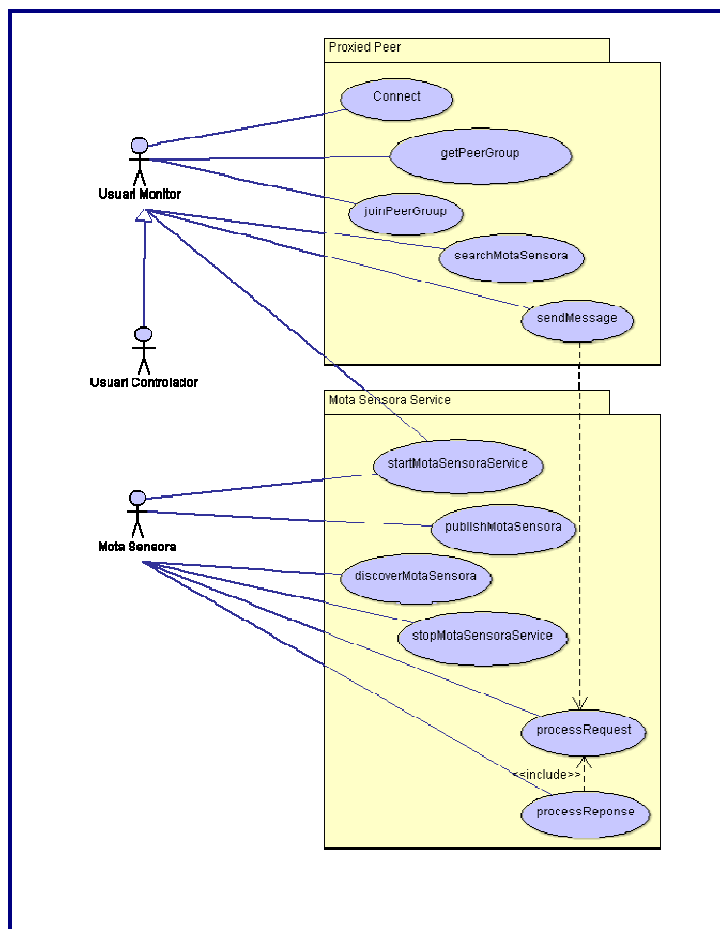 Proxied Peer
Connect
getPeerGroup
Usuari Monitor
joinPeerGroup
searchMotaSensora
sendMessage
Usuari Controlador
Mota Sensora Service
startMotaSensoraService
publishMotaSensora
Mota Sensora
discoverMotaSensora
stopMotaSensoraService
processRequest
<<include>>
processReponse